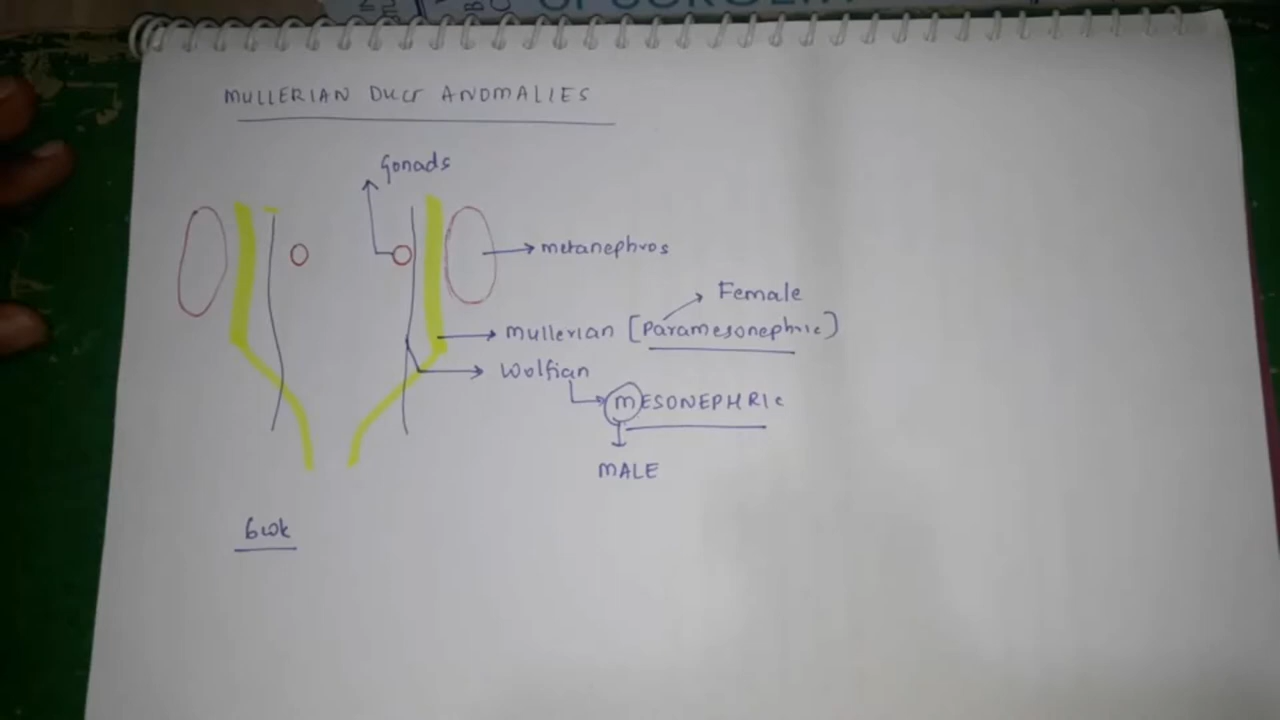 MULLERIAN DUCT ANOMALIES
Gonads
metanephros
Female
mullerian [Paramesonephric)
Wolfian
mESONEPHRIC
MALE
6wk